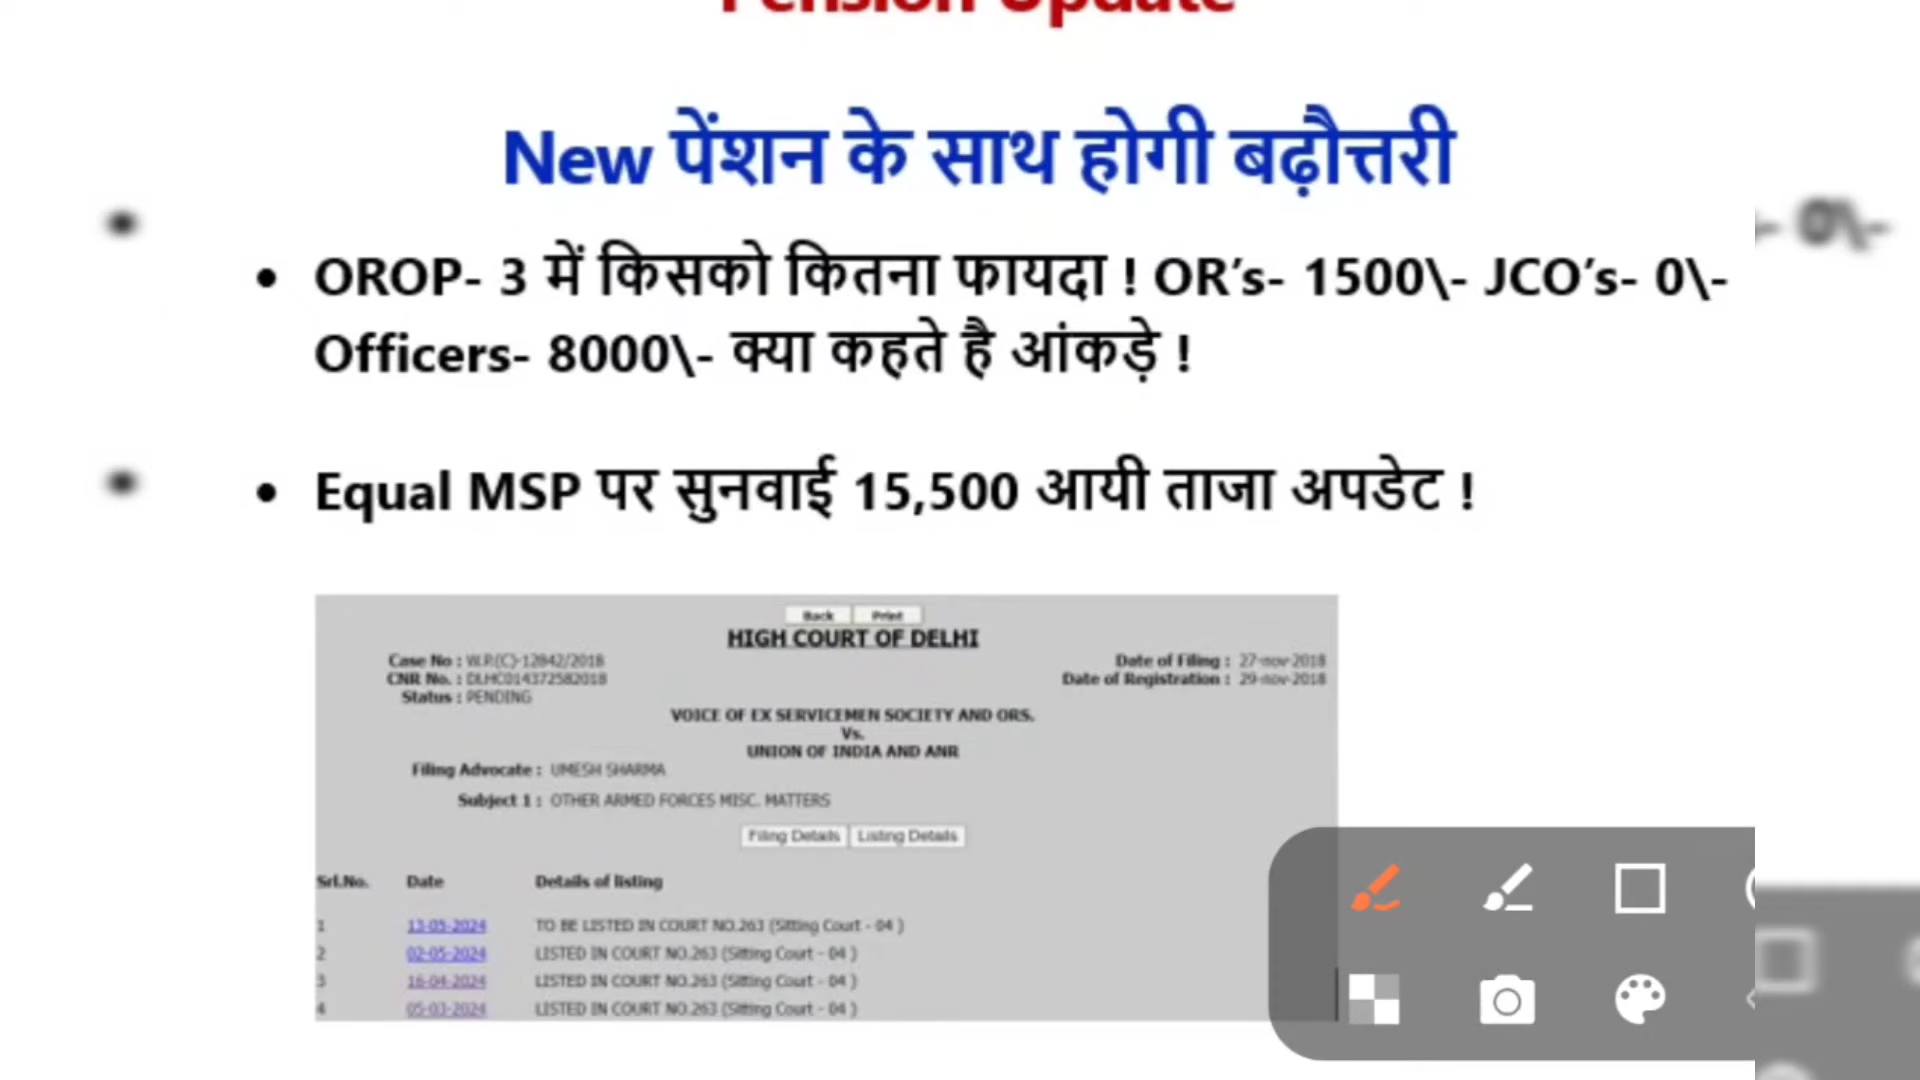 Pension Update
New पेंशन के साथ होगी बढ़ौत्तरी
• OROP- 3 में किसको कितना फायदा ! OR’s- 1500\- JCO’s- 0\-
Officers- 8000\- क्या कहते है आंकड़े !
• Equal MSP पर सुनवाई 15,500 आयी ताजा अपडेट !
Back Print
HIGH COURT OF DELHI
Case No : W.P.(C)-12842/2018 Date of Filing : 27-nov-2018
CNR No. : DLHC014372582018 Date of Registration : 29-nov-2018
Status : PENDING
VOICE OF EX SERVICEMEN SOCIETY AND ORS.
Vs.
UNION OF INDIA AND ANR
Filing Advocate : UMESH SHARMA
Subject 1 : OTHER ARMED FORCES MISC. MATTERS
Filing Details Listing Details
Srl.No. Date Details of listing
1 13-05-2024 TO BE LISTED IN COURT NO.263 (Sitting Court - 04 )
2 02-05-2024 LISTED IN COURT NO.263 (Sitting Court - 04 )
3 16-04-2024 LISTED IN COURT NO.263 (Sitting Court - 04 )
4 05-03-2024 LISTED IN COURT NO.263 (Sitting Court - 04 )
- 0\-